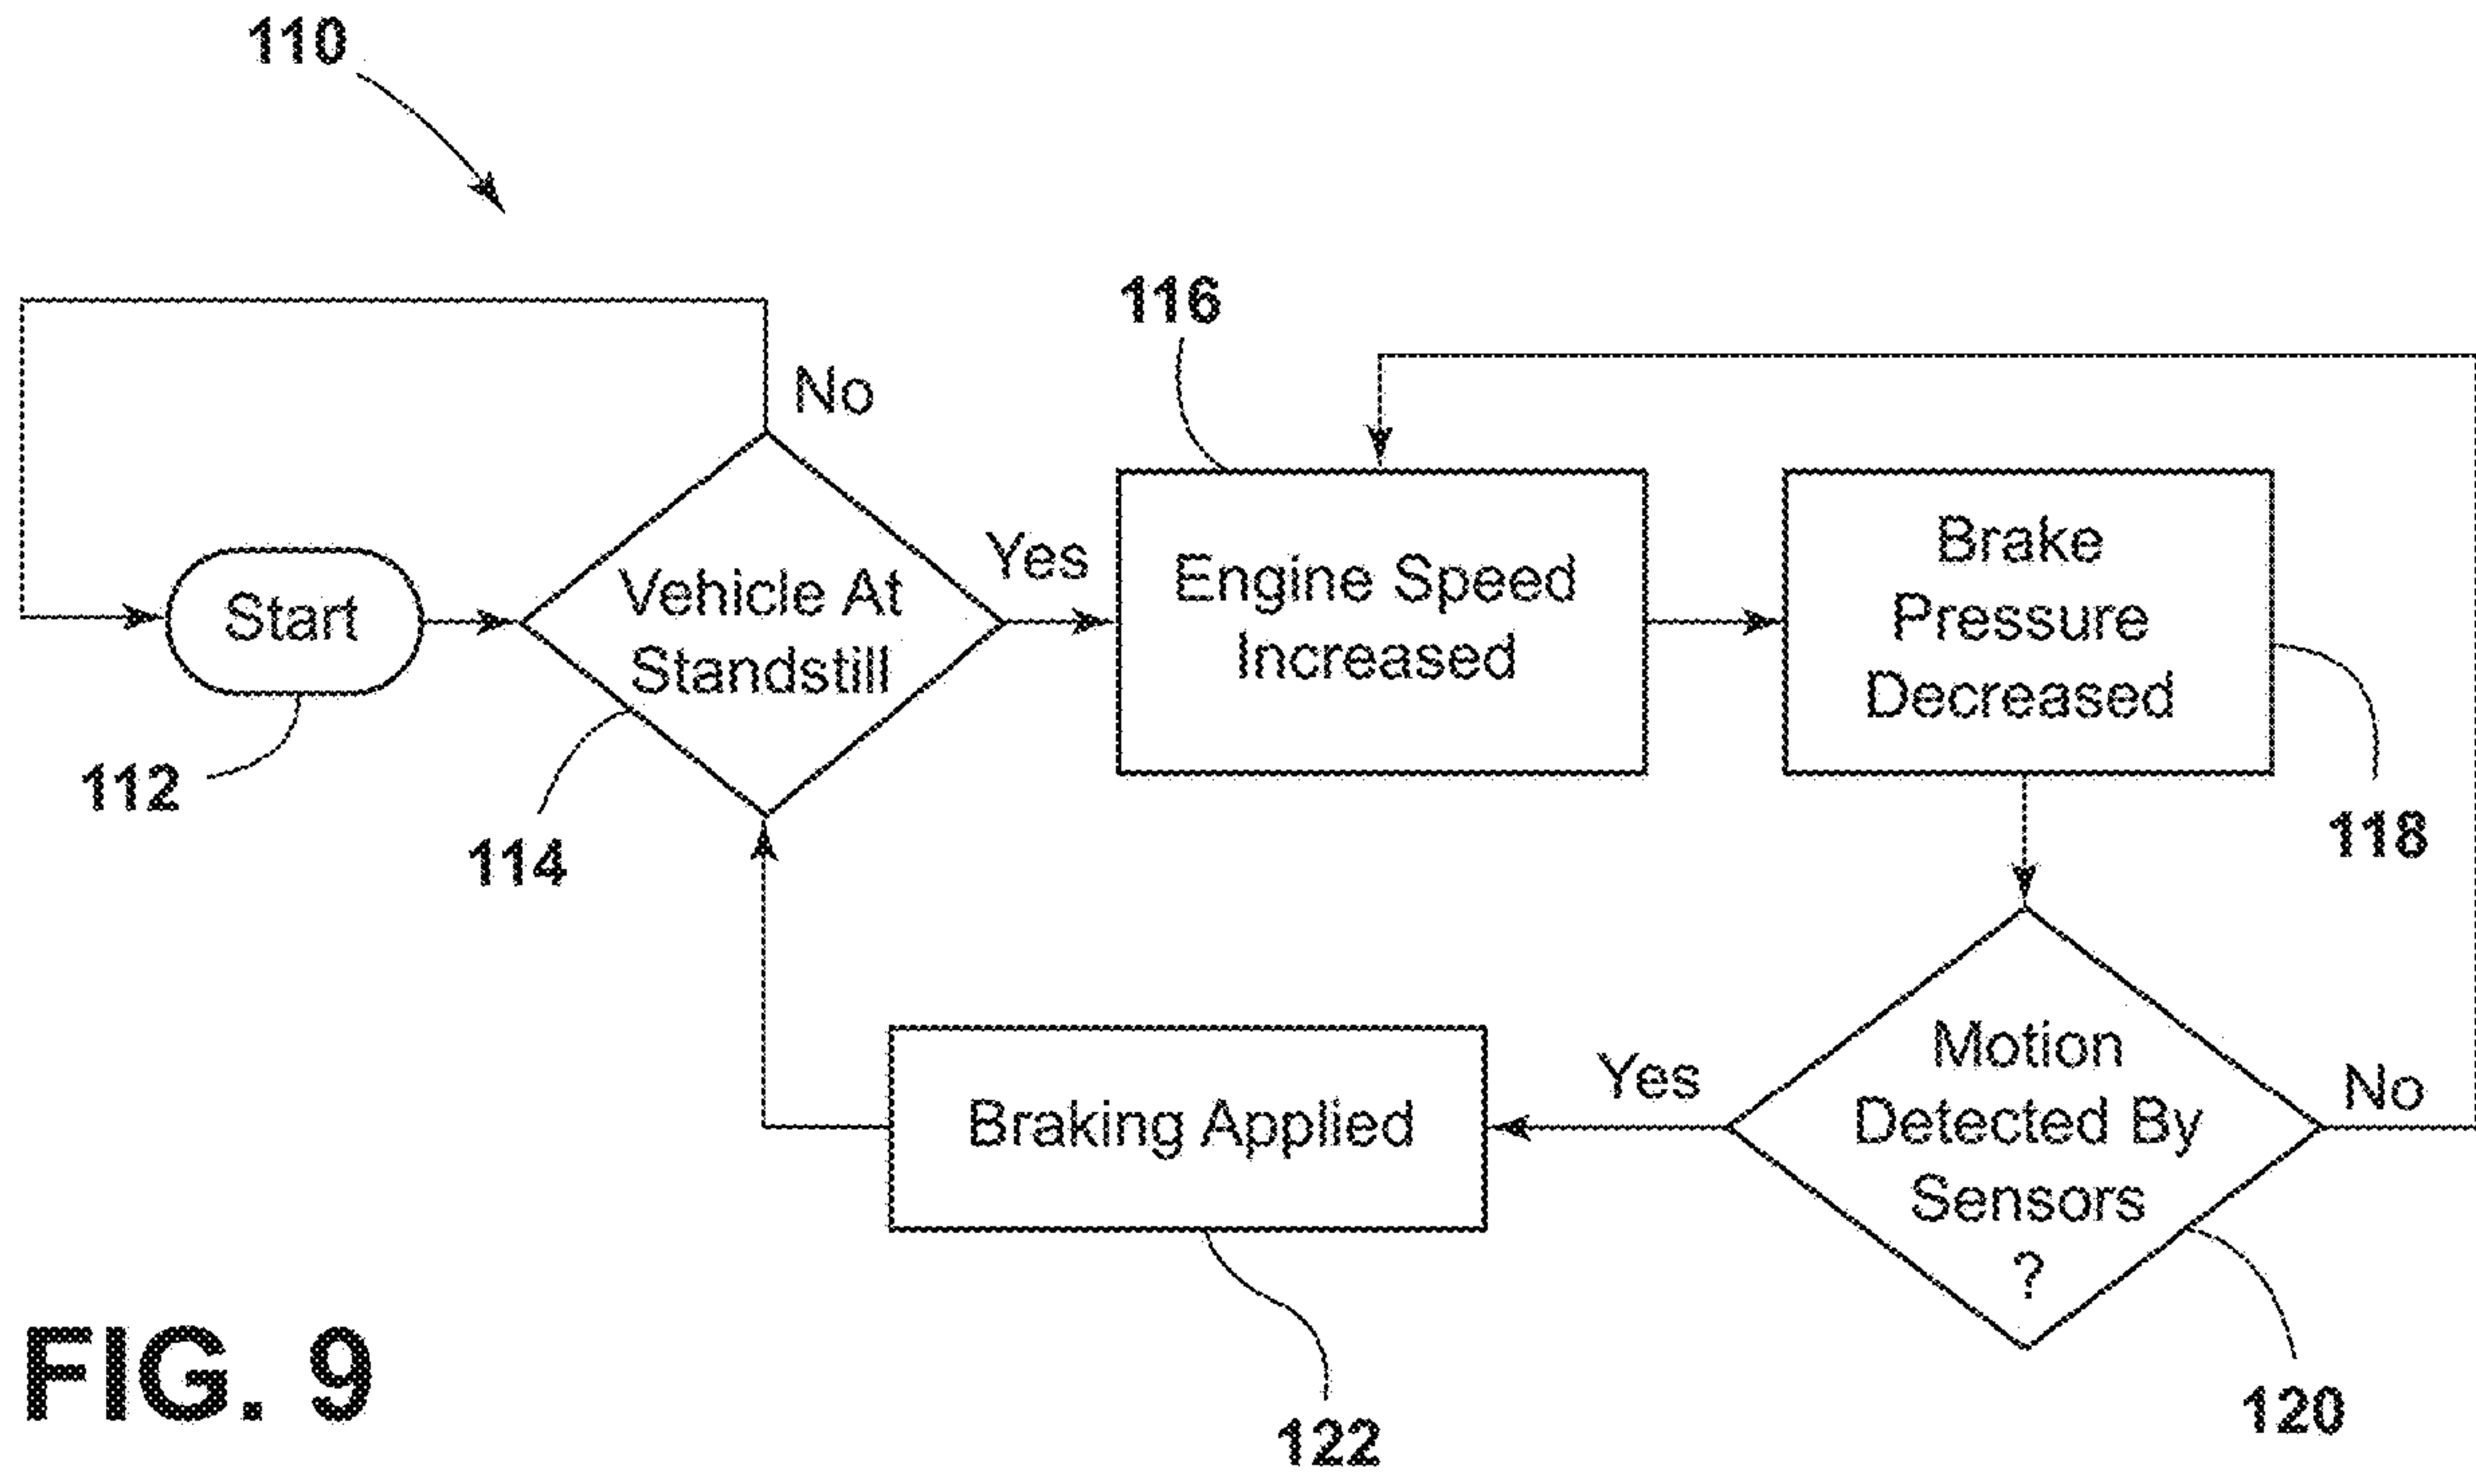 110
116
No
Yes
Start
Vehicle At
Standstill
Engine Speed
Increased
Brake
Pressure
Decreased
112
114
118
Motion
Detected By
Sensors
?
Yes
No
Braking Applied
122
120
FIG. 9